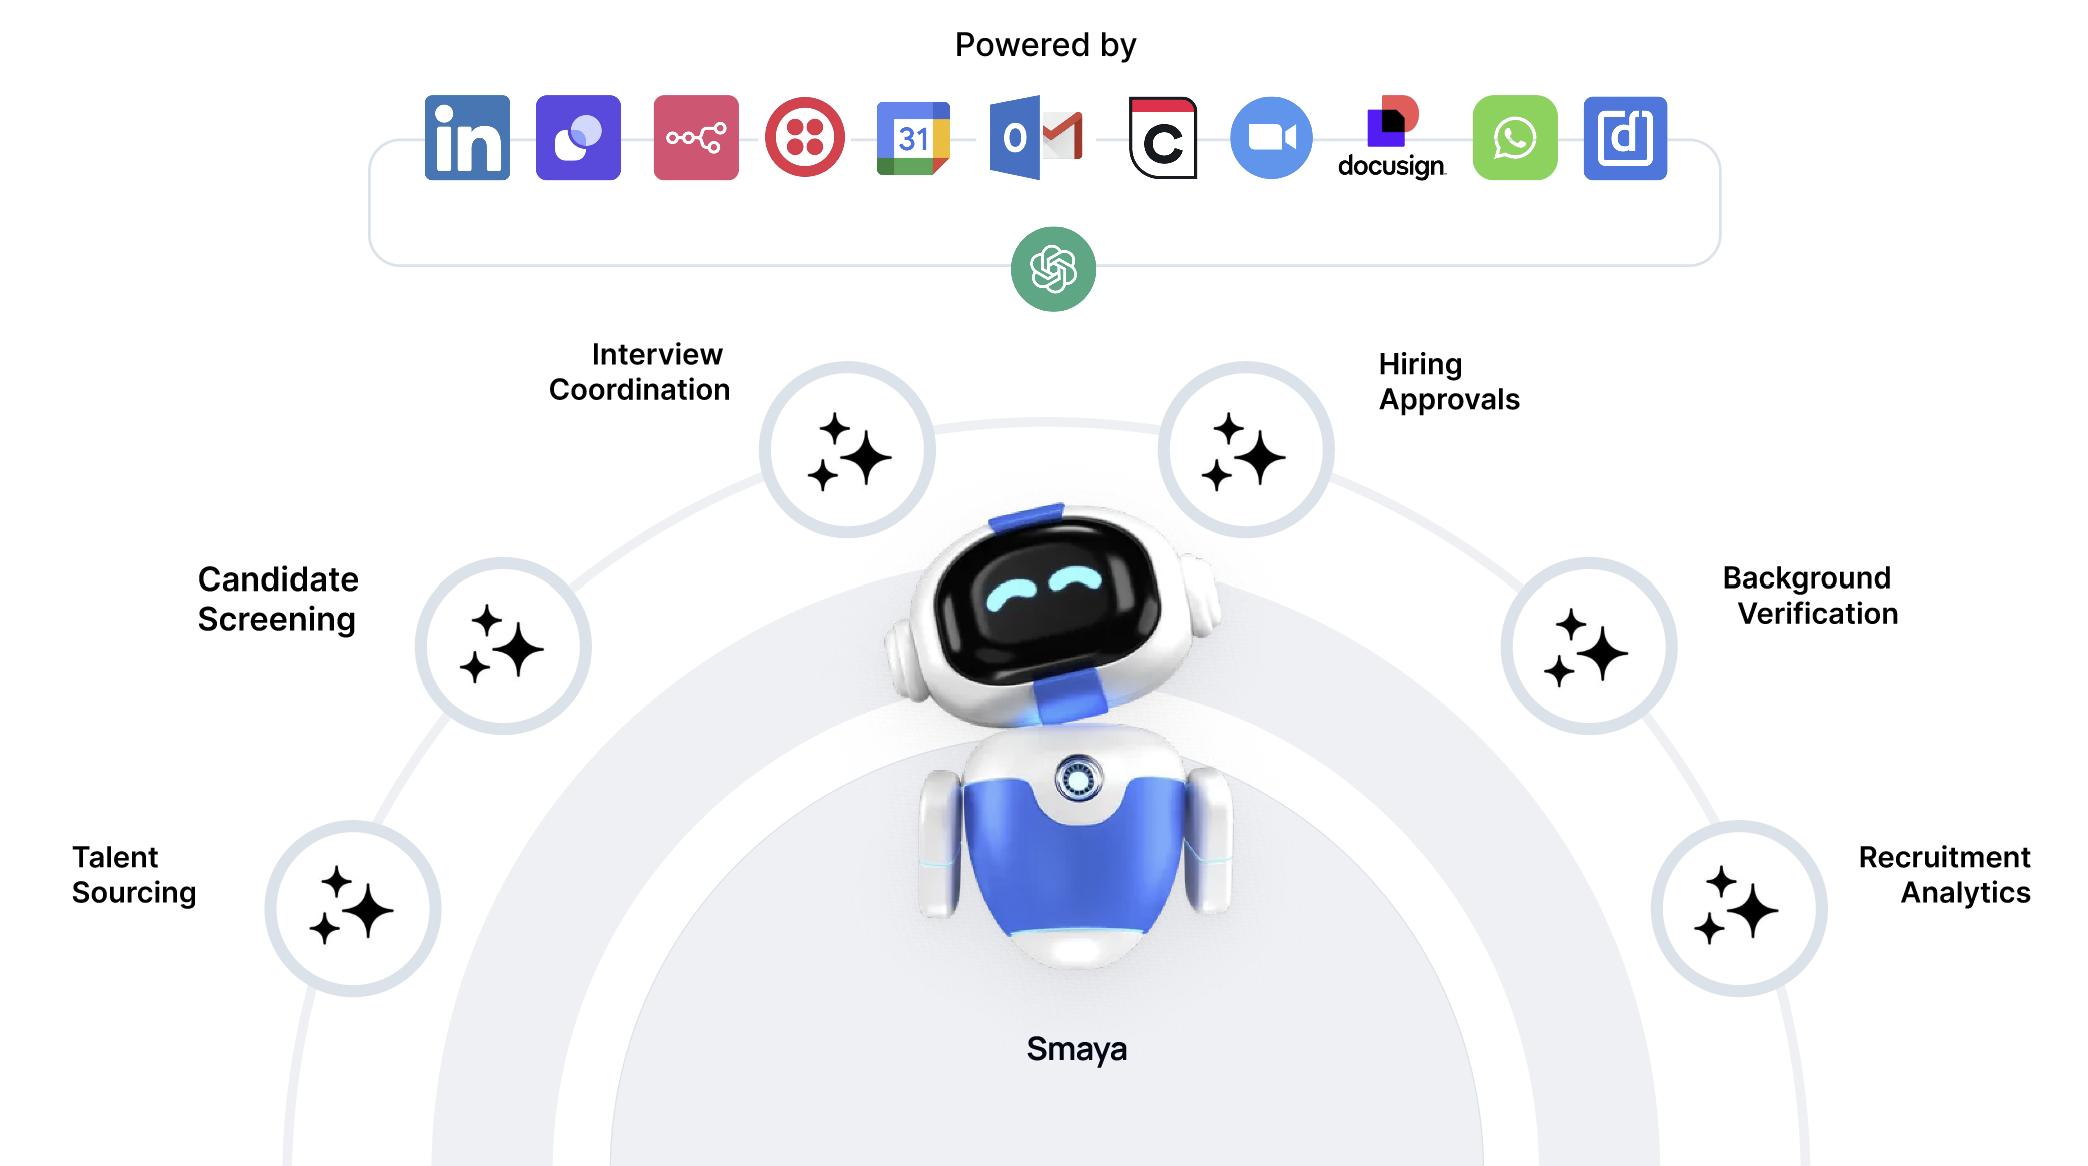 Powered by
in
31
O
M
C
docusign
d
Interview
Coordination
Hiring
Approvals
Candidate
Screening
Background
Verification
Talent
Sourcing
Recruitment
Analytics
Smaya